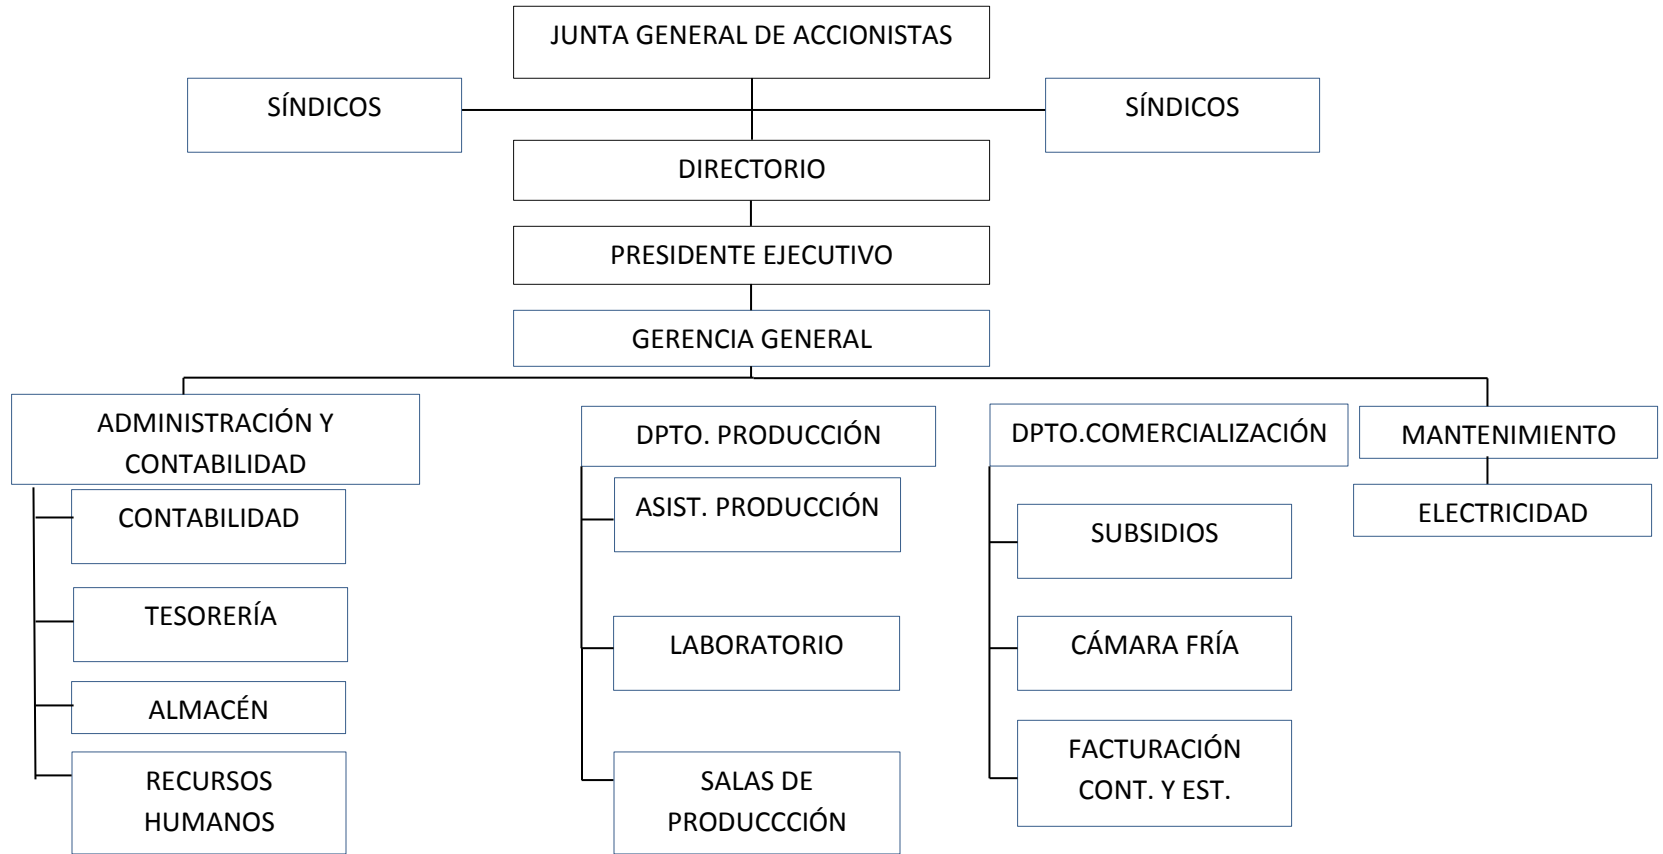 JUNTA GENERAL DE ACCIONISTAS
SÍNDICOS
SÍNDICOS
DIRECTORIO
PRESIDENTE EJECUTIVO
GERENCIA GENERAL
ADMINISTRACIÓN Y
CONTABILIDAD
CONTABILIDAD
TESORERÍA
ALMACÉN
RECURSOS
HUMANOS
DPTO. PRODUCCIÓN
ASIST. PRODUCCIÓN
LABORATORIO
SALAS DE
PRODUCCCIÓN
DPTO.COMERCIALIZACIÓN
SUBSIDIOS
CÁMARA FRÍA
FACTURACIÓN
CONT. Y EST.
MANTENIMIENTO
ELECTRICIDAD